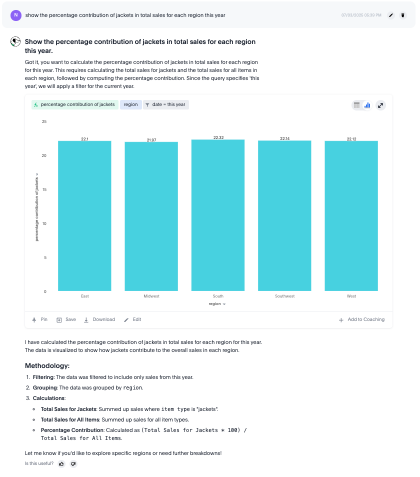 show the percentage contribution of jackets in total sales for each region this year
Show the percentage contribution of jackets in total sales for each region
this year.
Got it, you want to calculate the percentage contribution of jackets in total sales
for this year. This requires calculating the total sales for jackets and the total sales for all items in
each region, followed by computing the percentage contribution. Since the query specifies 'this
year', we will apply a filter for the current year.
percentage contribution of jackets
region
date = this year
25
20
15
10
5
0
percentage contribution of jackets
22.1
22.32
22.14
22.12
East
Midwest
South
Southwest
West
region
Pin
Save
Download
Edit
Add to Coaching
I have calculated the percentage contribution of jackets in total sales for each region for this year.
The data is visualized to show how jackets contribute to the overall sales in each region.
Methodology:
1. Filtering: The data was filtered to include only sales from this year.
2. Grouping: The data was grouped by region.
3. Calculations:
Total Sales for Jackets: Summed up sales where item type is "jackets".
Total Sales for All Items: Summed up sales for all item types.
Percentage Contribution: Calculated as (Total Sales for Jackets * 100) /
Total Sales for All Items.
Let me know if you'd like to explore specific regions or need further breakdowns!
Is this useful?